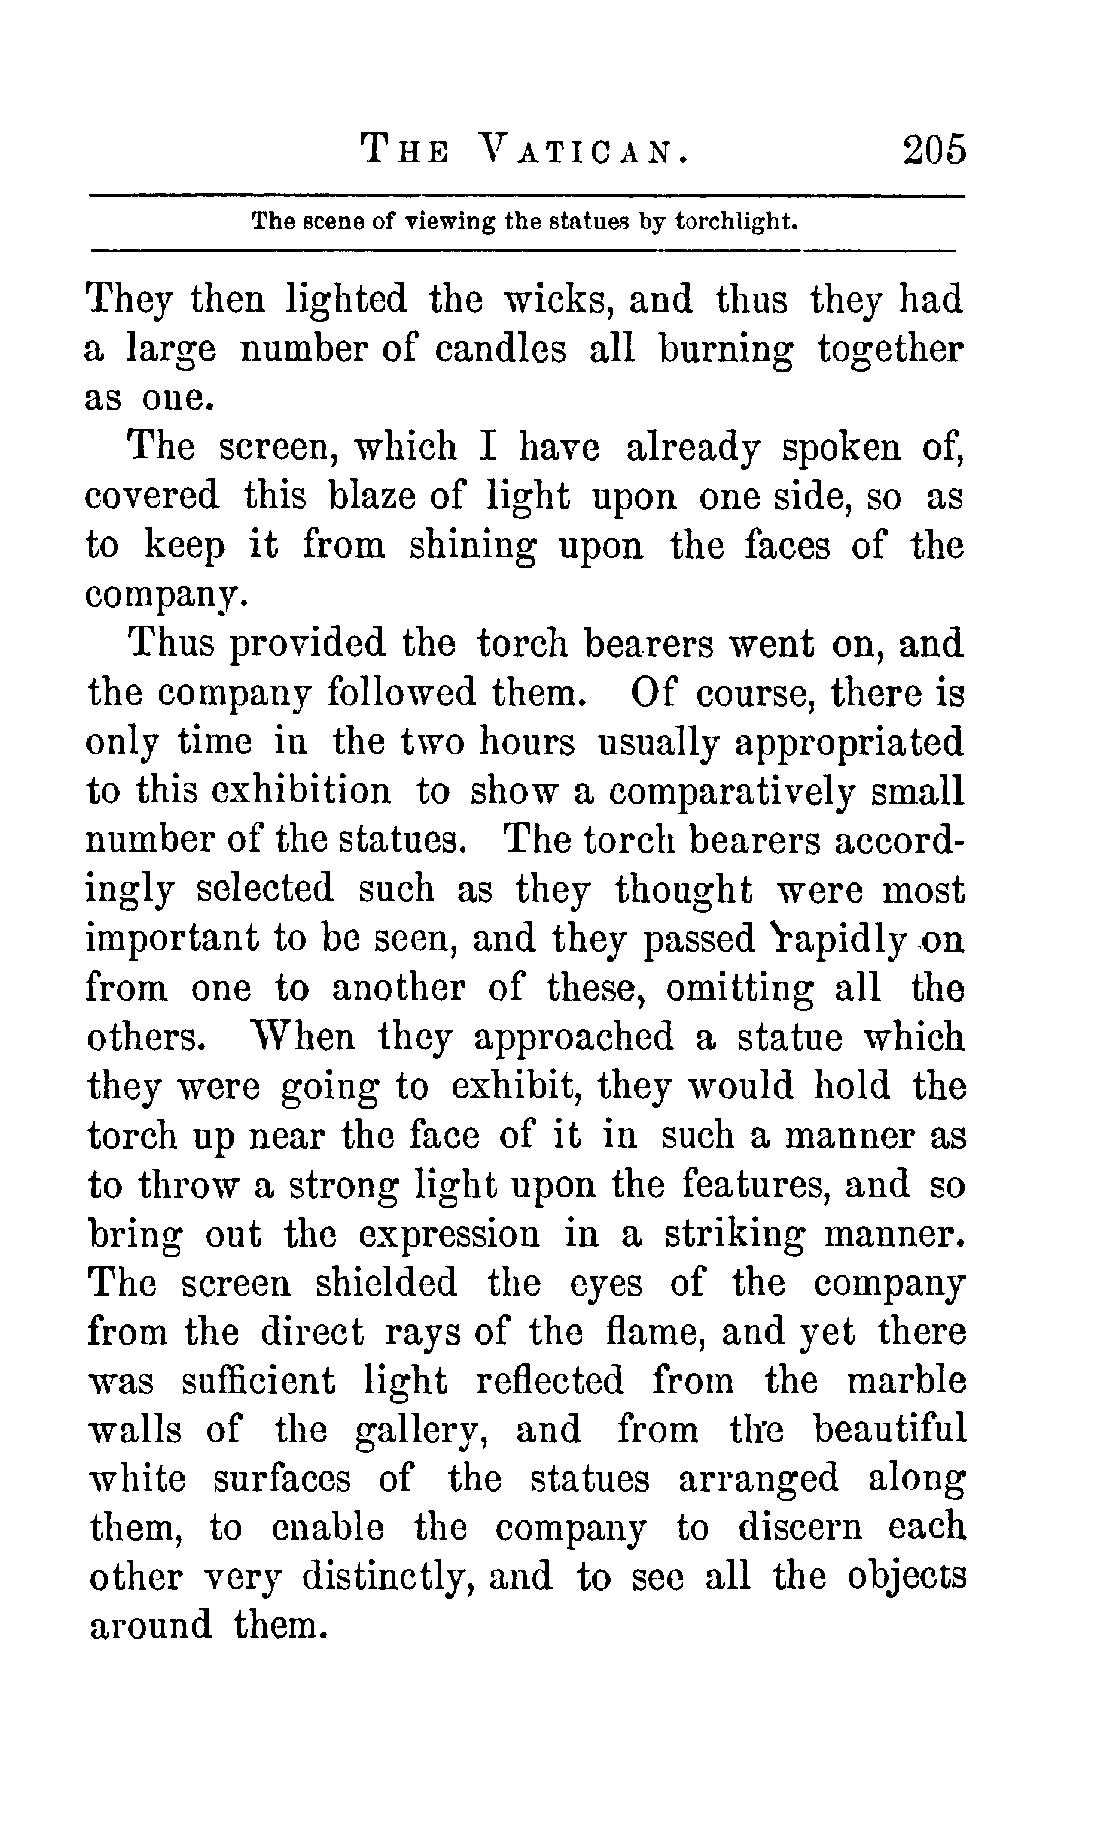 THE VATICAN. 205
The scene of viewing the statues by torchlight.
They then lighted the wicks, and thus they had
a large number of candles all burning together
as one.
The screen, which I have already spoken of,
covered this blaze of light upon one side, so as
to keep it from shining upon the faces of the
company.
Thus provided the torch bearers went on, and
the company followed them. Of course, there is
only time in the two hours usually appropriated
to this exhibition to show a comparatively small
number of the statues. The torch bearers accord-
ingly selected such as they thought were most
important to be seen, and they passed rapidly on
from one to another of these, omitting all the
others. When they approached a statue which
they were going to exhibit, they would hold the
torch up near the face of it in such a manner as
to throw a strong light upon the features, and so
bring out the expression in a striking manner.
The screen shielded the eyes of the company
from the direct rays of the flame, and yet there
was sufficient light reflected from the marble
walls of the gallery, and from the beautiful
white surfaces of the statues arranged along
them, to enable the company to discern each
other very distinctly, and to see all the objects
around them.